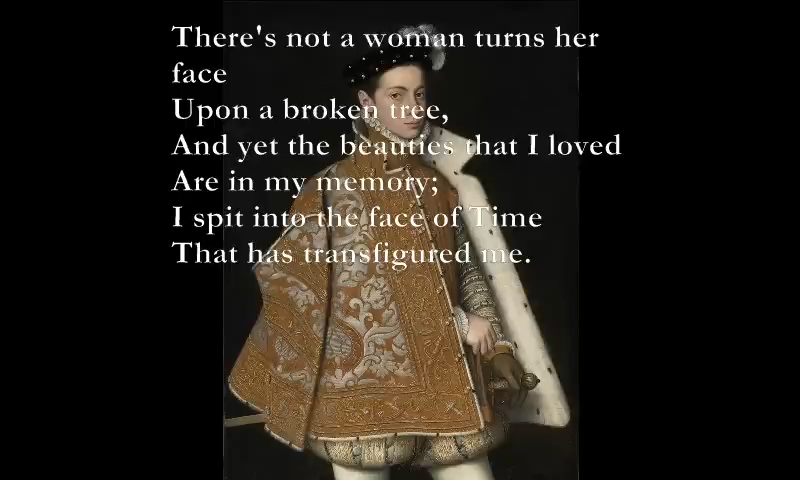 There's not a woman turns her
face
Upon a broken tree,
And yet the beauties that I loved
Are in my memory;
I spit into the face of Time
That has transfigured me.